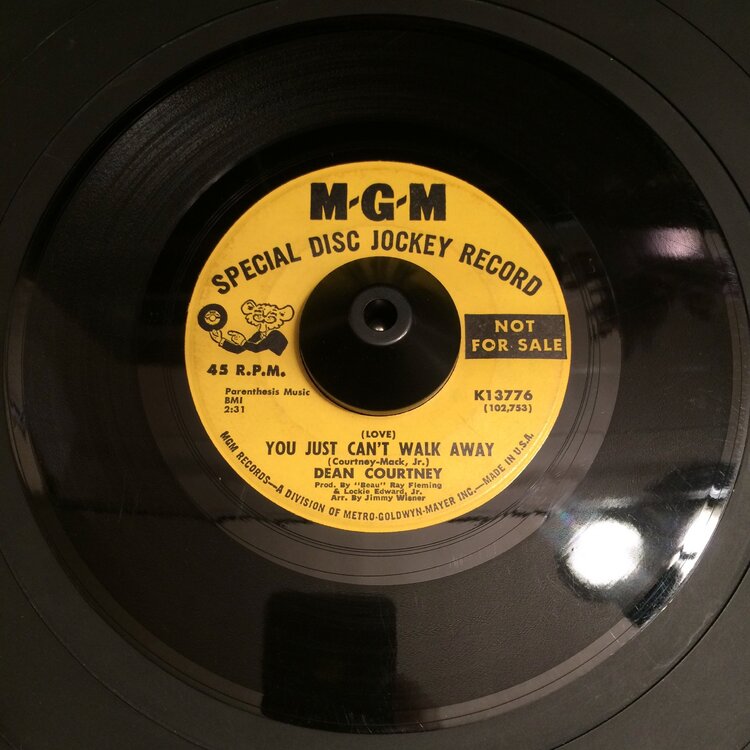 M-G-M
SPECIAL DISC JOCKEY RECORD
NOT
FOR SALE
45 R.P.M.
Parenthesis Music
BMI
2:31
K13776
(102,753)
(LOVE)
YOU JUST CAN'T WALK AWAY
(Courtney-Mack, Jr.)
DEAN COURTNEY
Prod. By "Beau" Ray Fleming
& Lockie Edward, Jr.
Arr. By Jimmy Wisner
MGM RECORDS—A DIVISION OF METRO-GOLDWYN-MAYER INC.—MADE IN U.S.A.